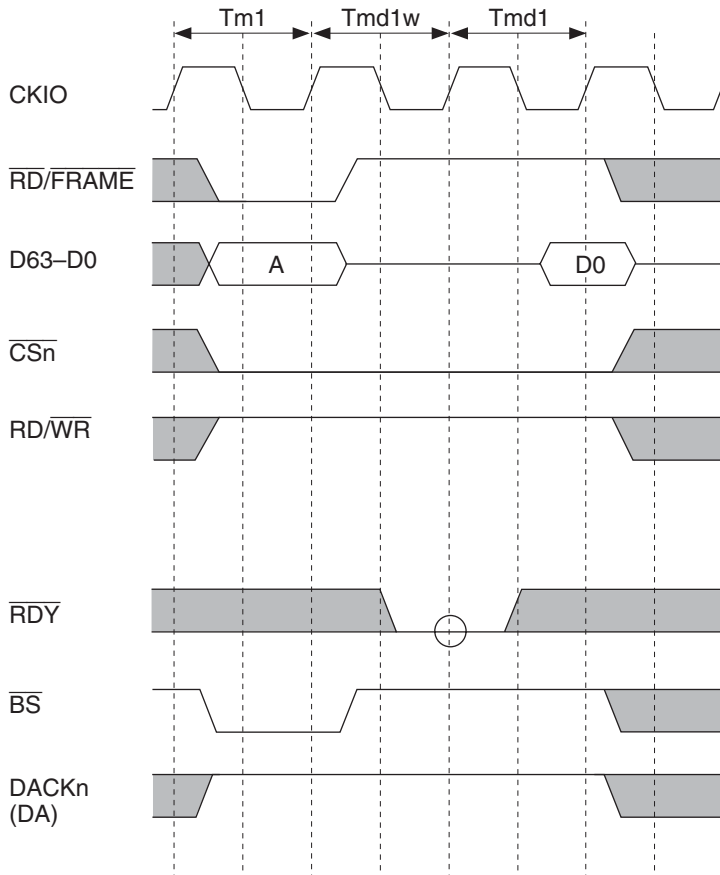 Tm1 Tmd1w Tmd1
CKIO
RD/FRAME
D63–D0
A
D0
CSn
RD/WR
RDY
BS
DACKn
(DA)